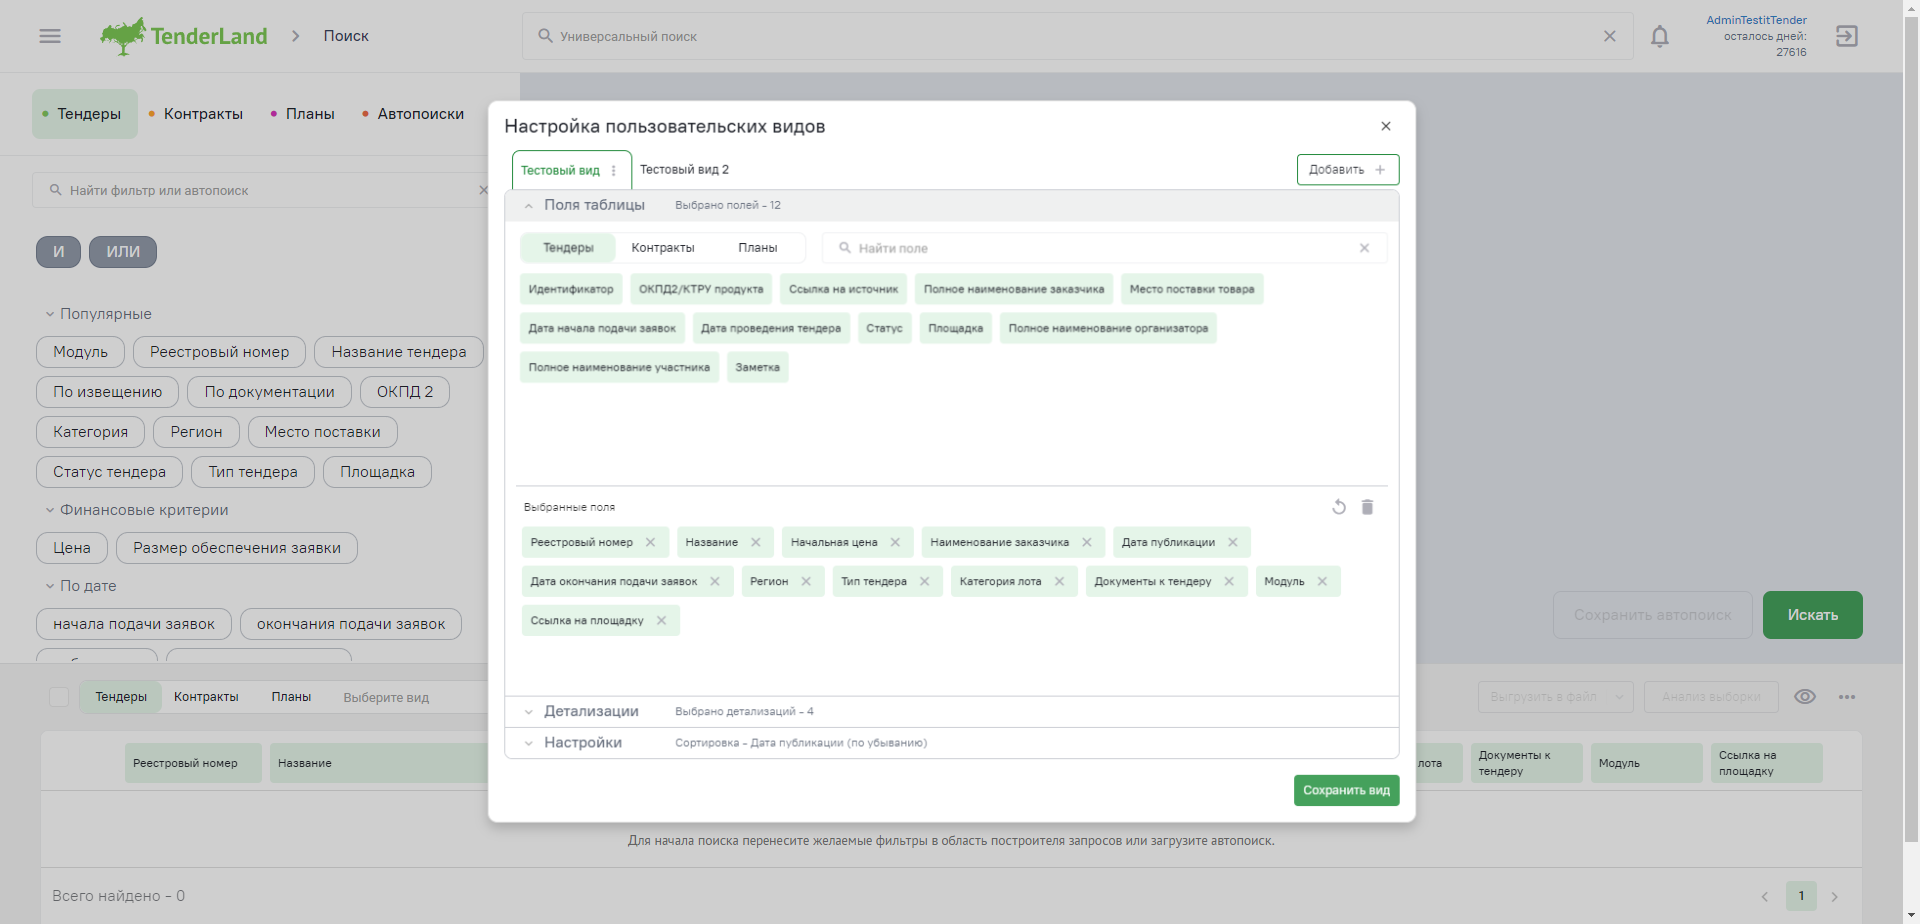 TenderLand
Поиск
Универсальный поиск
AdminTestitTender
осталось дней:
27616
Тендеры
Контракты
Планы
Автопоиски
Найти фильтр или автопоиск
И
ИЛИ
Популярные
Модуль
Реестровый номер
Название тендера
По извещению
По документации
ОКПД 2
Категория
Регион
Место поставки
Статус тендера
Тип тендера
Площадка
Финансовые критерии
Цена
Размер обеспечения заявки
По дате
начала подачи заявок
окончания подачи заявок
Настройка пользовательских видов
Тестовый вид
Тестовый вид 2
Добавить
Поля таблицы
Выбрано полей - 12
Тендеры
Контракты
Планы
Найти поле
Идентификатор
ОКПД2/КТРУ продукта
Ссылка на источник
Полное наименование заказчика
Место поставки товара
Дата начала подачи заявок
Дата проведения тендера
Статус
Площадка
Полное наименование организатора
Полное наименование участника
Заметка
Выбранные поля
Реестровый номер
Название
Начальная цена
Наименование заказчика
Дата публикации
Дата окончания подачи заявок
Регион
Тип тендера
Категория лота
Документы к тендеру
Модуль
Ссылка на площадку
Детализации
Выбрано детализаций - 4
Настройки
Сортировка - Дата публикации (по убыванию)
Сохранить вид
Сохранить автопоиск
Искать
Тендеры
Контракты
Планы
Выберите вид
Выгрузить в файл
Анализ выборки
Реестровый номер
Название
лота
Документы к
тендеру
Модуль
Ссылка на
площадку
Для начала поиска перенесите желаемые фильтры в область построителя запросов или загрузите автопоиск.
Всего найдено - 0
1